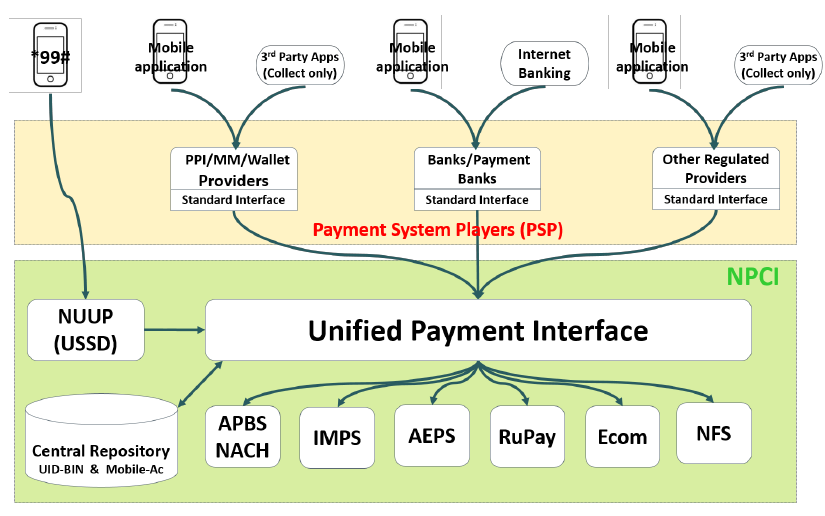 *99#
Mobile
application
3rd Party Apps
(Collect only)
Mobile
application
Internet
Banking
Mobile
application
3rd Party Apps
(Collect only)
PPI/MM/Wallet
Providers
Standard Interface
Banks/Payment
Banks
Standard Interface
Other Regulated
Providers
Standard Interface
Payment System Players (PSP)
NPCI
NUUP
(USSD)
Unified Payment Interface
Central Repository
UID-BIN & Mobile-Ac
APBS
NACH
IMPS
AEPS
RuPay
Ecom
NFS